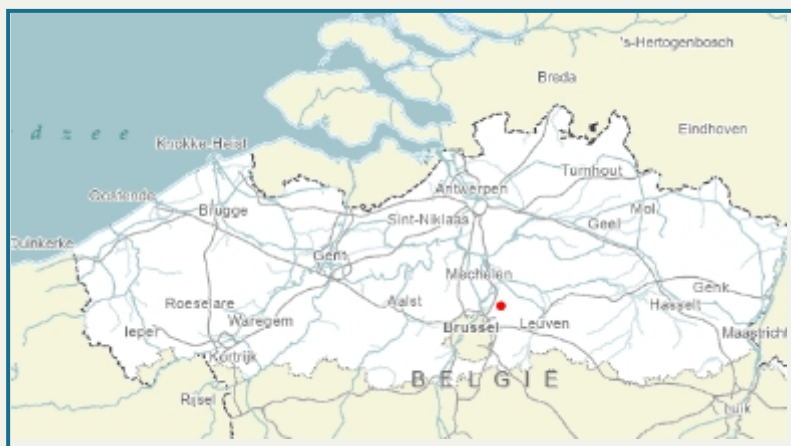 's-Hertogenbosch
Breda
dzee
Eindhoven
Knokke-Heist
Turnhout
Antwerpen
Oostende
Mol
Brugge
Sint-Niklaas
Geel
Duinkerke
Gent
Mechelen
Genk
Roeselare
Aalst
Hasselt
Waregem
Ieper
Brussel
Leuven
Maastricht
Kortrijk
BELGIË
Rijsel
Luik